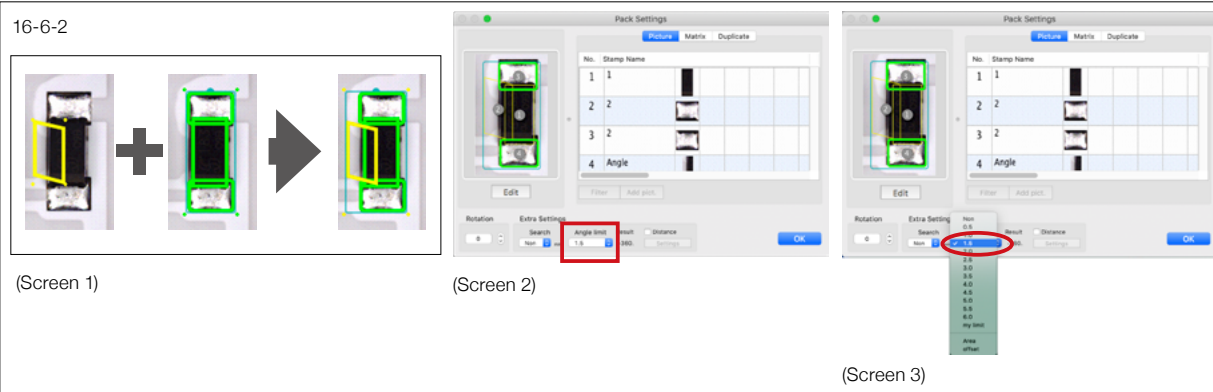 16-6-2
(Screen 1)
Pack Settings
Picture Matrix Duplicate
No. Stamp Name
1 1
2 2
3 2
4 Angle
Edit
Filter Add pict.
Rotation
Extra Settings
Search Angle limit Result Distance
0 Non 1.5 360. Settings
OK
(Screen 2)
Pack Settings
Picture Matrix Duplicate
No. Stamp Name
1 1
2 2
3 2
4 Angle
Edit
Filter Add pict.
Rotation
Extra Setting
Search Result Distance
0 Non 360. Settings
OK
Non
0.5
1.5
2.5
3.0
3.5
4.0
4.5
5.0
5.5
6.0
my limit
Area
offset
(Screen 3)